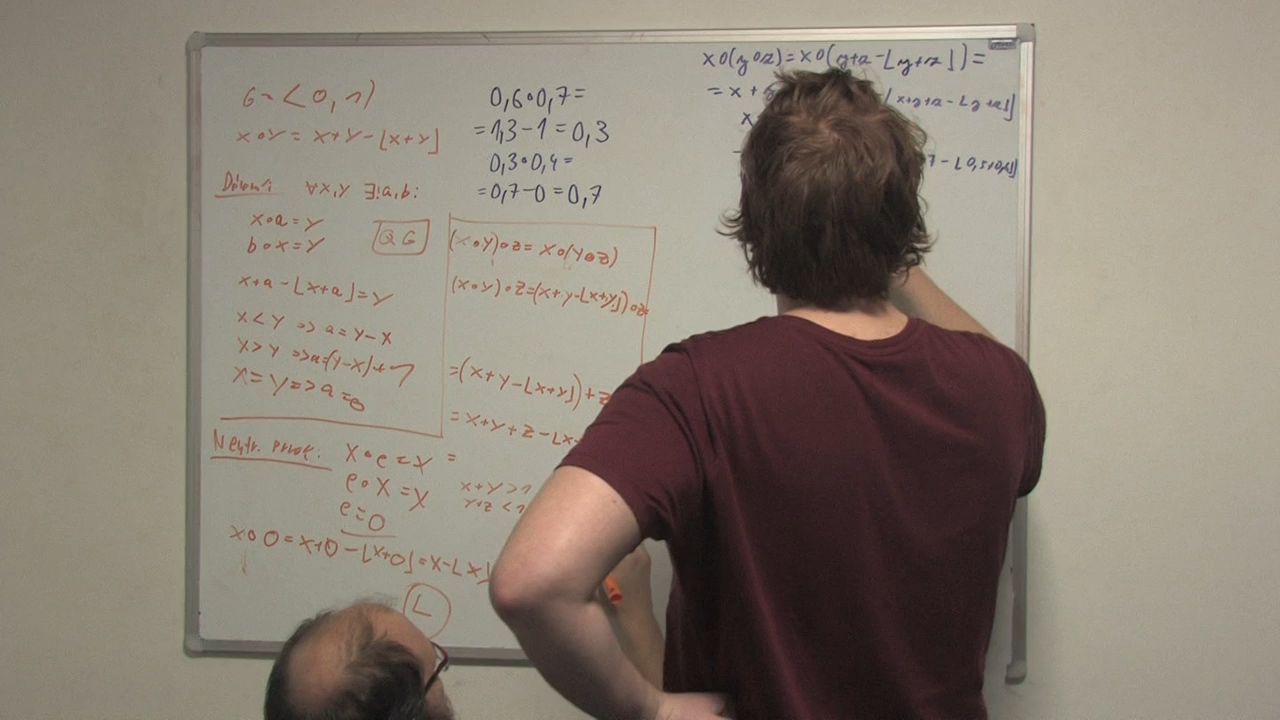 G = ⟨0,1)
x∘y = x+y-⌊x+y⌋
Dělení: ∀x,y ∃!a,b:
x∘a=y
b∘x=y
QG
x+a-⌊x+a⌋=y
x<y => a=y-x
x>y => a=(y-x)+1
x=y => a=0
Neutr. prvek: x∘e=x =
e∘x=x
e=0
x∘0=x+0-⌊x+0⌋=x-⌊x⌋
L
0,6∘0,7=
=1,3-1=0,3
0,3∘0,4=
=0,7-0=0,7
(x∘y)∘z=x∘(y∘z)
(x∘y)∘z=(x+y-⌊x+y⌋)∘z=
=(x+y-⌊x+y⌋)+z
=x+y+z-⌊x
x+y>1
y+z<1
x∘(y∘z)=x∘(y+z-⌊y+z⌋)=
=x+ ⌊x+y+z-⌊y+z⌋⌋
x